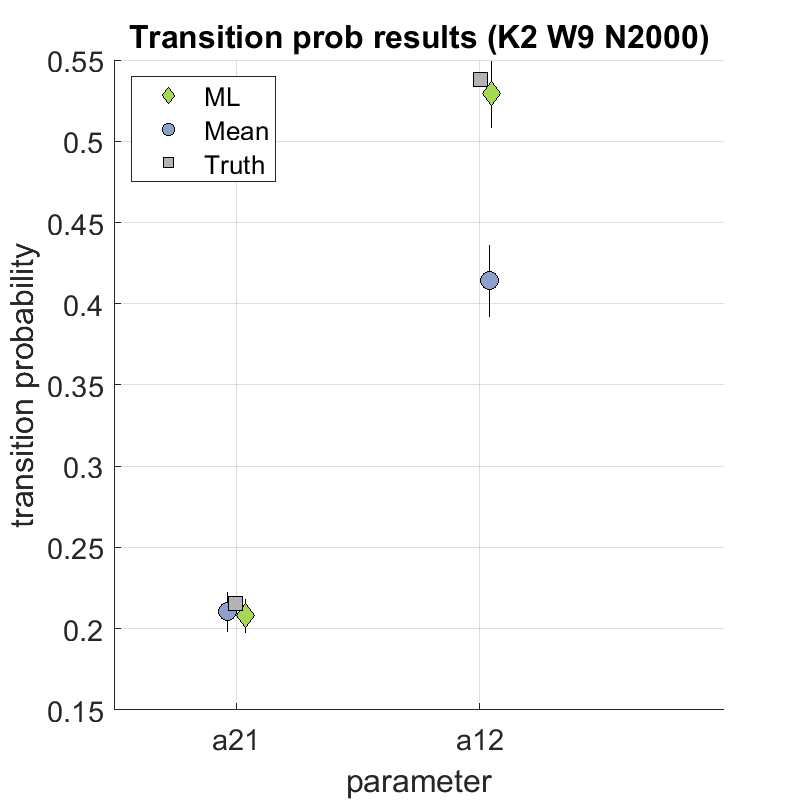 Transition prob results (K2 W9 N2000)
ML
Mean
Truth
0.55
0.5
0.45
0.4
0.35
0.3
0.25
0.2
0.15
transition probability
a21
a12
parameter